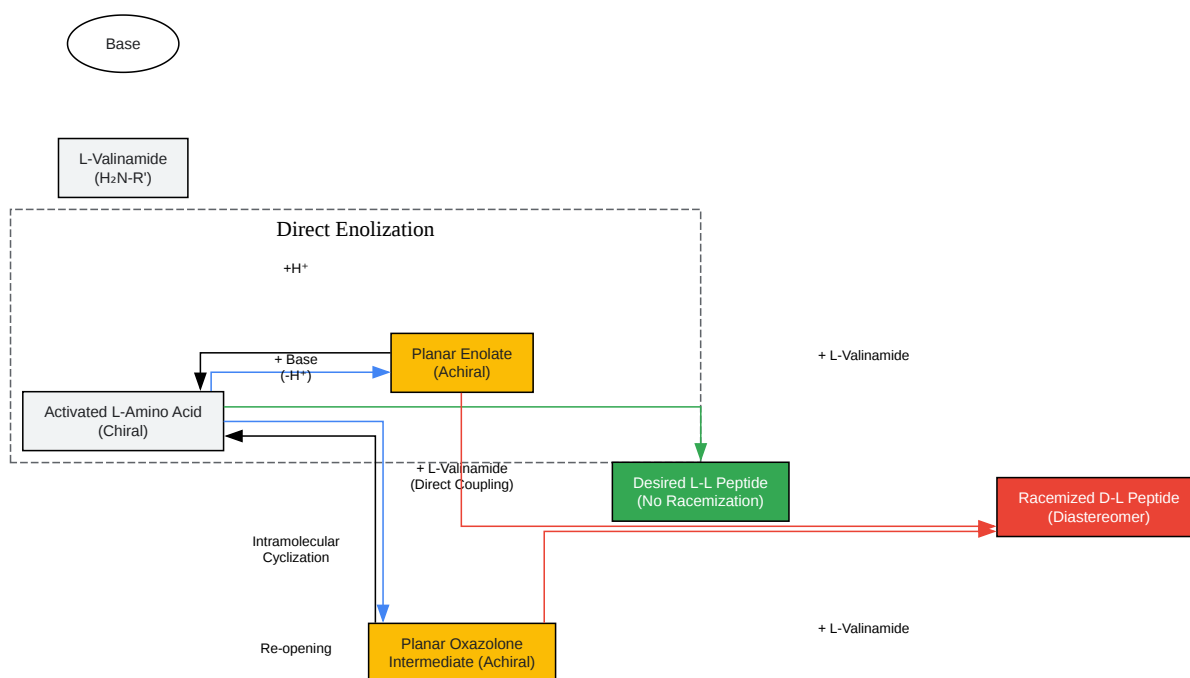 Base
L-Valinamide
(H₂N-R')
Direct Enolization
+H⁺
Planar Enolate
(Achiral)
+ L-Valinamide
+ Base
(-H⁺)
Activated L-Amino Acid
(Chiral)
+ L-Valinamide
(Direct Coupling)
Desired L-L Peptide
(No Racemization)
Racemized D-L Peptide
(Diastereomer)
Intramolecular
Cyclization
+ L-Valinamide
Re-opening
Planar Oxazolone
Intermediate (Achiral)